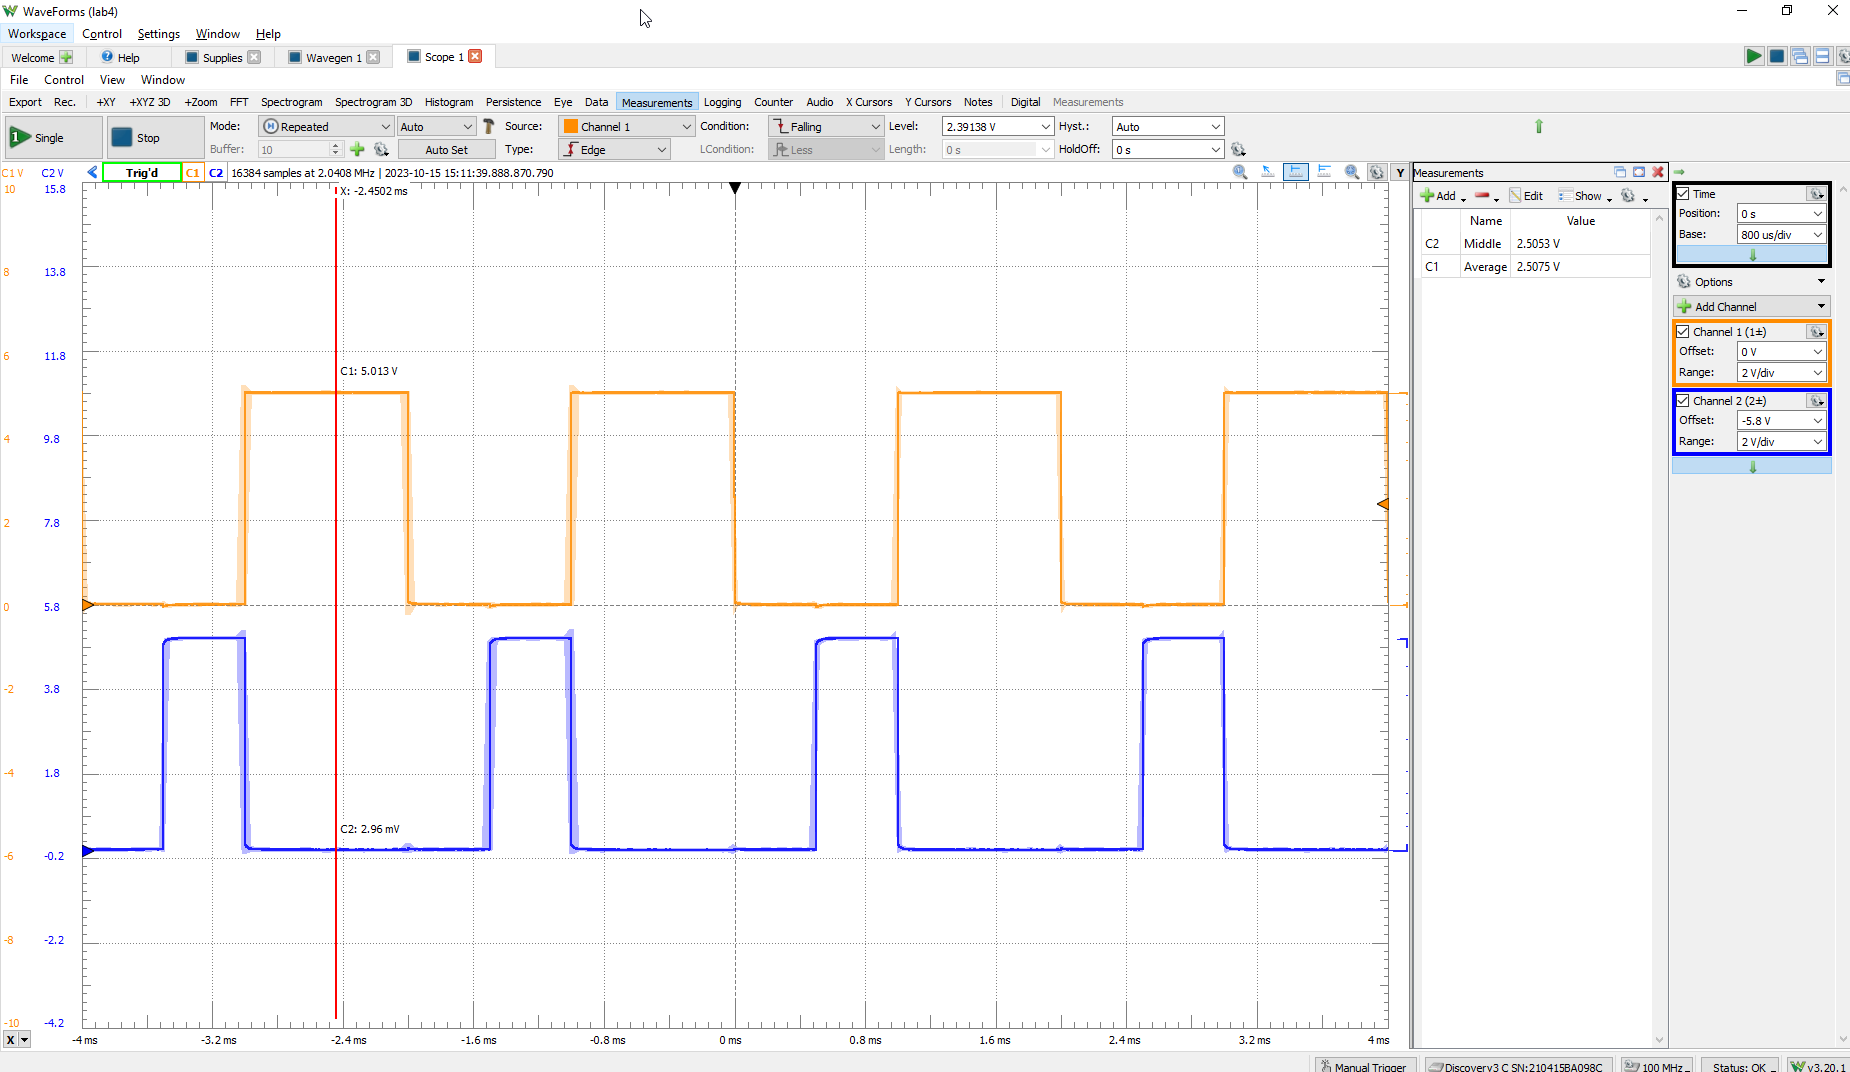 WaveForms (lab4)
Workspace Control Settings Window Help
Welcome Help Supplies Wavegen 1 Scope 1
File Control View Window
Export Rec. +XY +XYZ 3D +Zoom FFT Spectrogram Spectrogram 3D Histogram Persistence Eye Data Measurements Logging Counter Audio X Cursors Y Cursors Notes Digital Measurements
1 Single Stop Mode: Repeated Auto Source: Channel 1 Condition: Falling Level: 2.39138 V Hyst.: Auto
Buffer: 10 Auto Set Type: Edge LCondition: Less Length: 0 s HoldOff: 0 s
C1 V C2 V Trig'd C1 C2 16384 samples at 2.0408 MHz | 2023-10-15 15:11:39.888.870.790 Y
X: -2.4502 ms
10 15.8
8 13.8
6 11.8
C1: 5.013 V
4 9.8
2 7.8
0 5.8
-2 3.8
-4 1.8
C2: 2.96 mV
-6 -0.2
-8 -2.2
-10 -4.2
X -4 ms -3.2 ms -2.4 ms -1.6 ms -0.8 ms 0 ms 0.8 ms 1.6 ms 2.4 ms 3.2 ms 4 ms
Measurements
Add Edit Show
Name Value
C2 Middle 2.5053 V
C1 Average 2.5075 V
Time
Position: 0 s
Base: 800 us/div
Options
Add Channel
Channel 1 (1±)
Offset: 0 V
Range: 2 V/div
Channel 2 (2±)
Offset: -5.8 V
Range: 2 V/div
Manual Trigger Discovery3 C SN:210415BA098C 100 MHz Status: OK v3.20.1